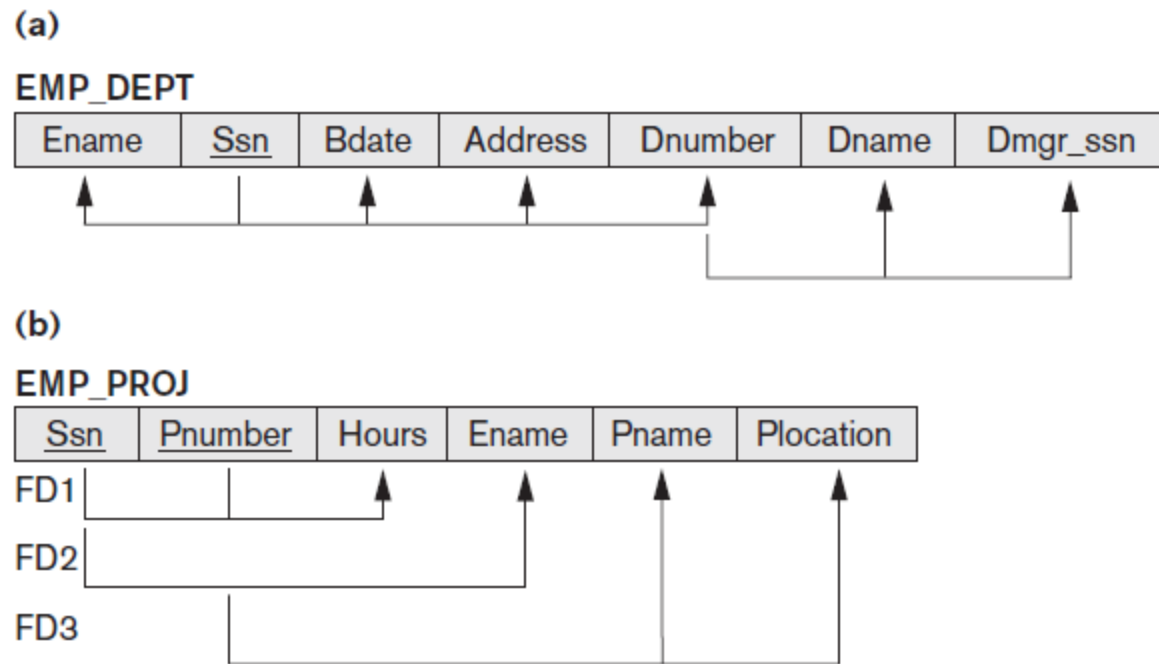 (a)
EMP_DEPT
Ename Ssn Bdate Address Dnumber Dname Dmgr_ssn
(b)
EMP_PROJ
Ssn Pnumber Hours Ename Pname Plocation
FD1
FD2
FD3